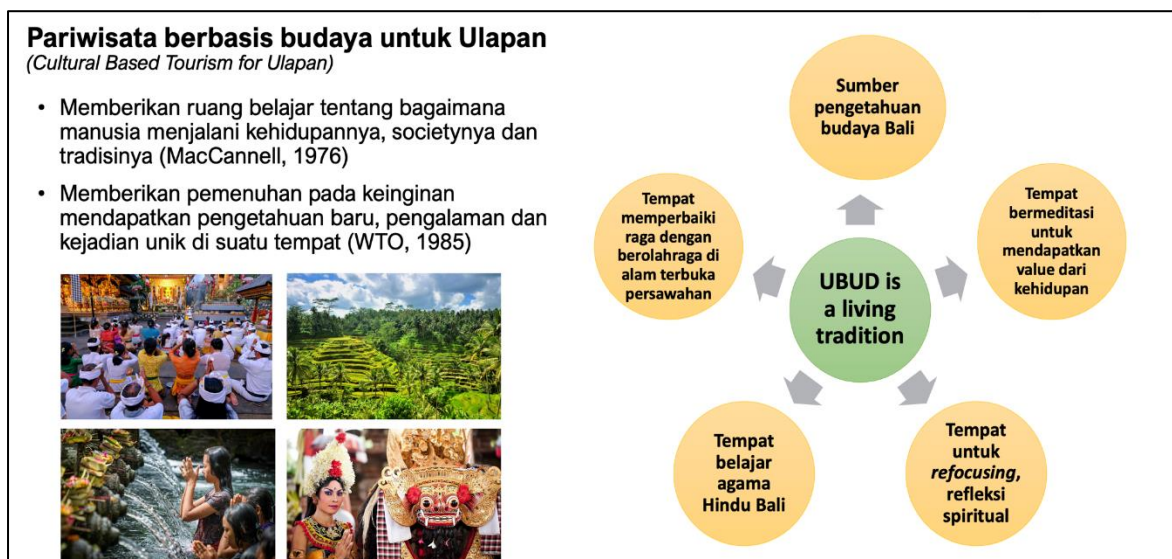 Pariwisata berbasis budaya untuk Ulapan
(Cultural Based Tourism for Ulapan)
• Memberikan ruang belajar tentang bagaimana
manusia menjalani kehidupannya, societynya dan
tradisinya (MacCannell, 1976)
• Memberikan pemenuhan pada keinginan
mendapatkan pengetahuan baru, pengalaman dan
kejadian unik di suatu tempat (WTO, 1985)
Sumber
pengetahuan
budaya Bali
Tempat
memperbaiki
raga dengan
berolahraga di
alam terbuka
persawahan
Tempat
bermeditasi
untuk
mendapatkan
value dari
kehidupan
UBUD is
a living
tradition
Tempat
belajar
agama
Hindu Bali
Tempat
untuk
refocusing,
refleksi
spiritual